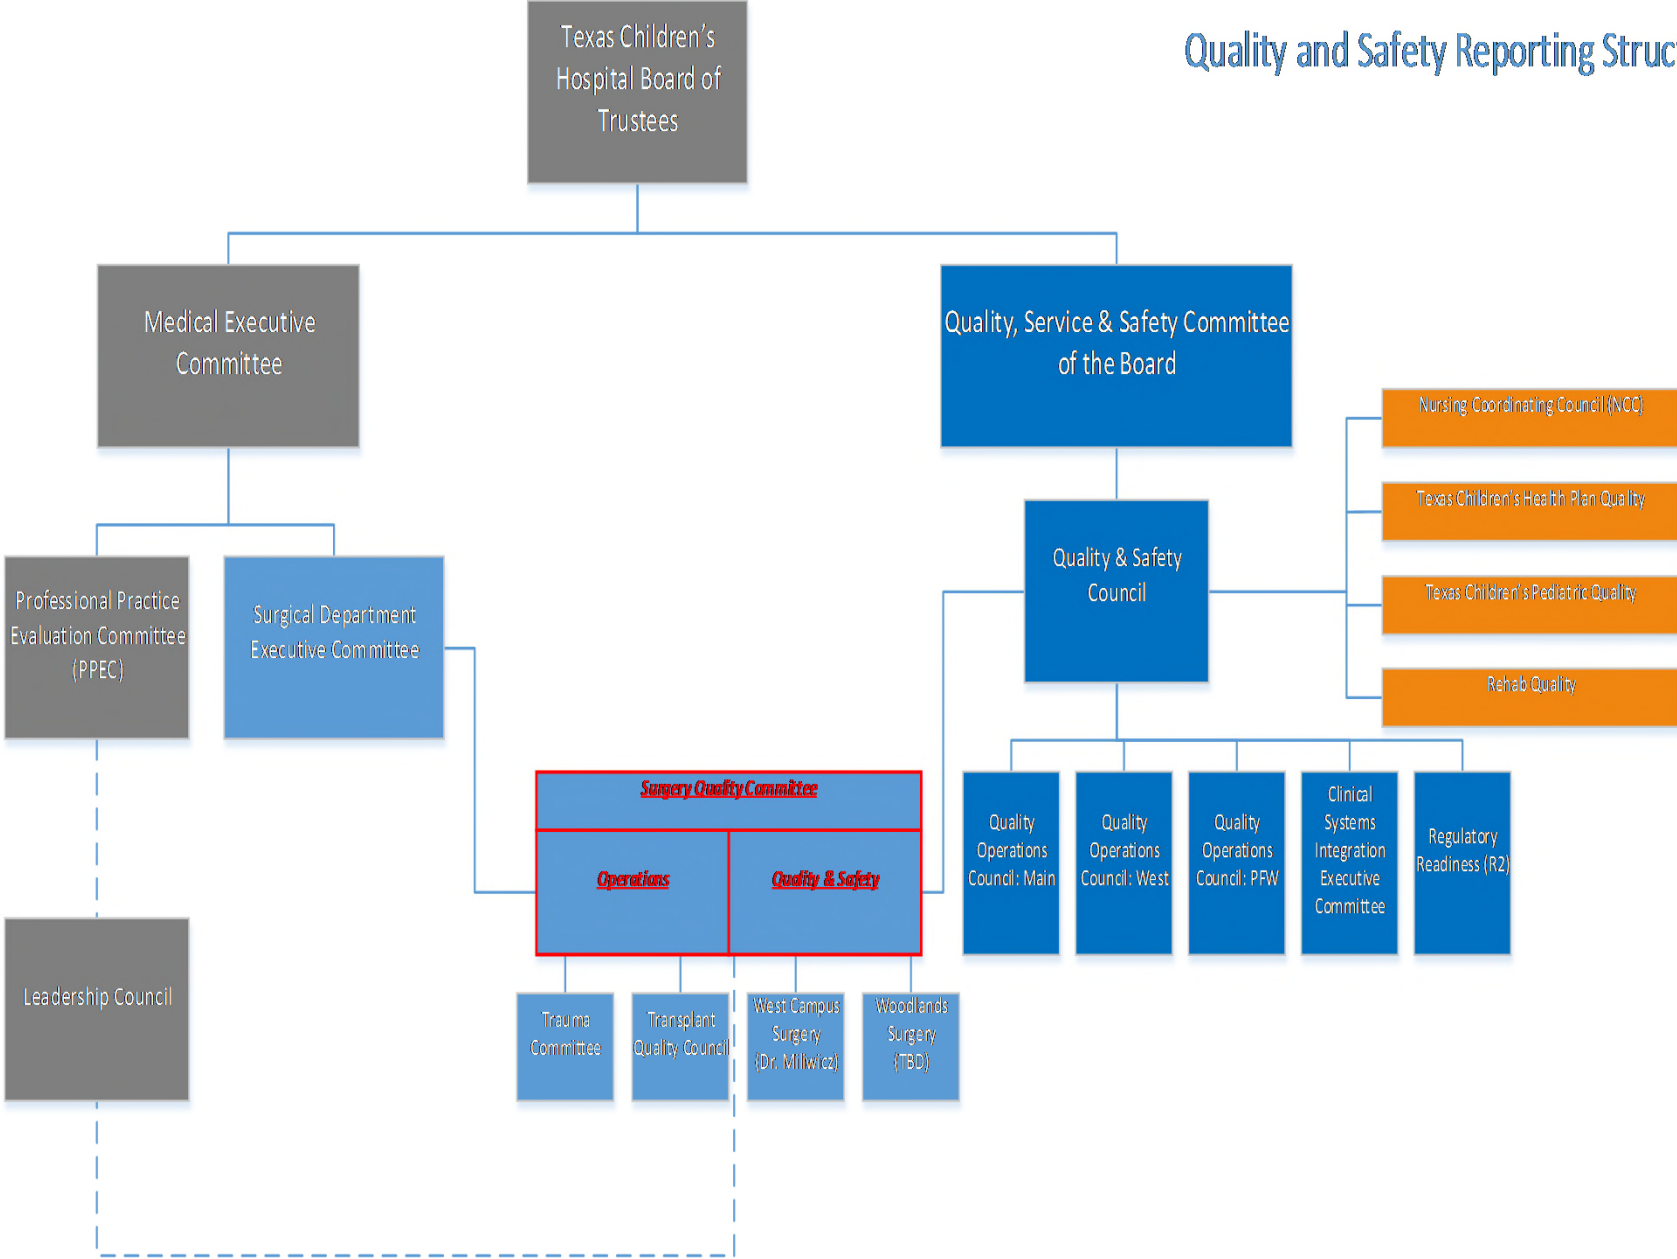 Texas Children's
Hospital Board of
Trustees
Quality and Safety Reporting Struc
Medical Executive
Committee
Quality, Service & Safety Committee
of the Board
Nursing Coordinating Council (NCC)
Texas Children's Health Plan Quality
Texas Children's Pediatric Quality
Rehab Quality
Quality & Safety
Council
Professional Practice
Evaluation Committee
(PPEC)
Surgical Department
Executive Committee
Surgery Quality Committee
Operations
Quality & Safety
Quality
Operations
Council: Main
Quality
Operations
Council: West
Quality
Operations
Council: PFW
Clinical
Systems
Integration
Executive
Committee
Regulatory
Readiness (R2)
Leadership Council
Trauma
Committee
Transplant
Quality Council
West Campus
Surgery
(Dr. Miliwicz)
Woodlands
Surgery
(TBD)